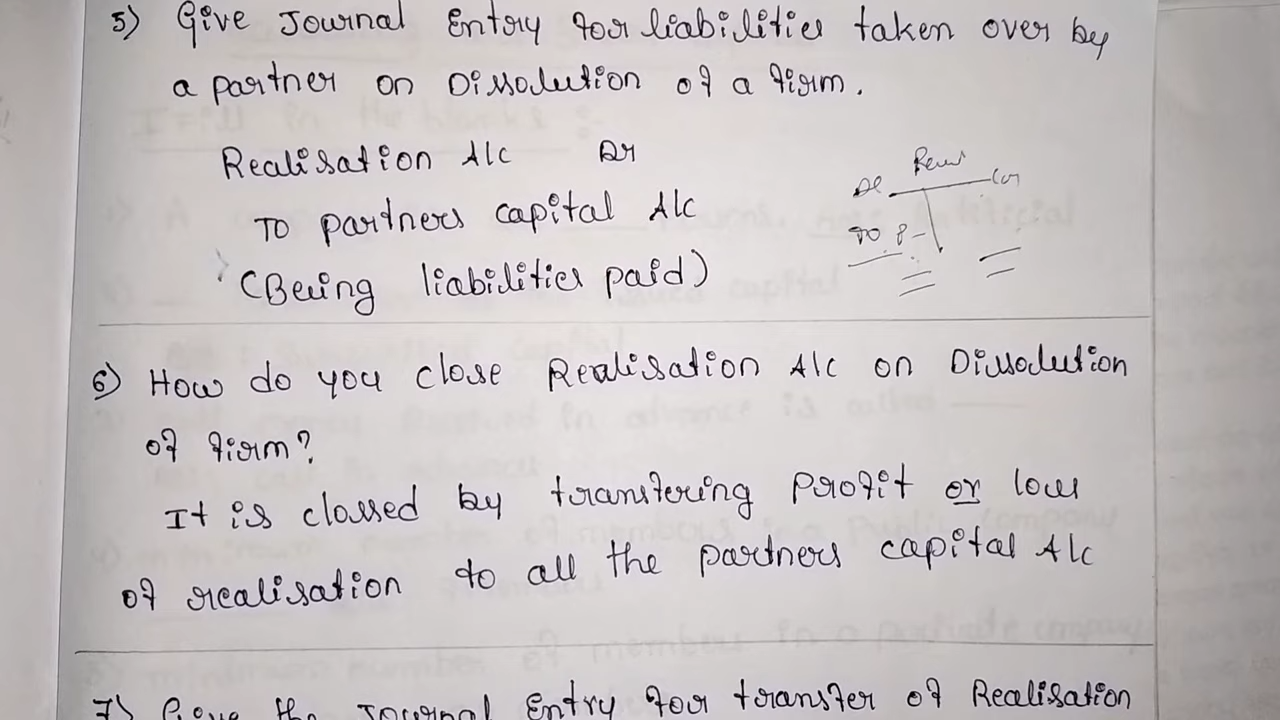 5) Give Journal Entry for liabilities taken over by
a partner on Dissolution of a firm.
Realisation A/c Dr
To partners capital A/c
(Being liabilities paid)
Dr
To
6) How do you close Realisation A/c on Dissolution
of firm?
It is classed by transfering Profit or loss
of realisation to all the partners capital A/c
7) Give the Journal Entry for transfer of Realisation